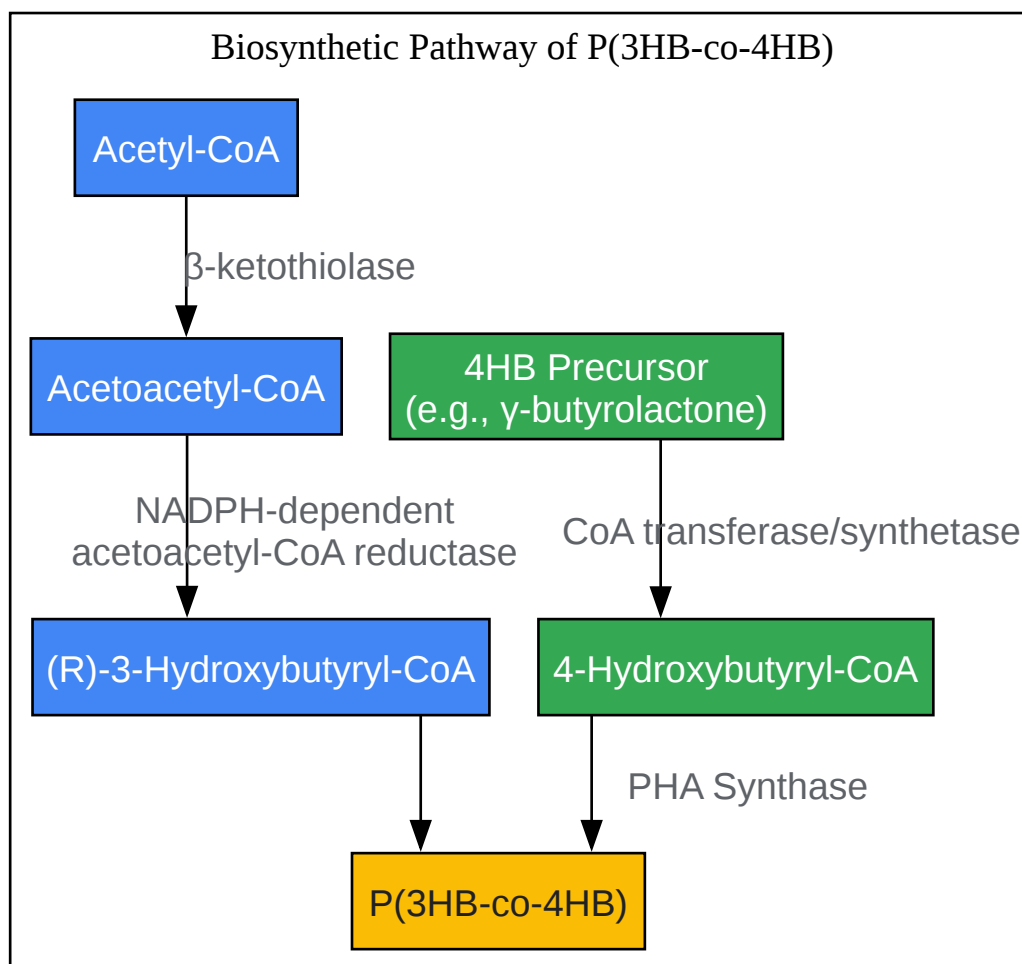 Biosynthetic Pathway of P(3HB-co-4HB)
Acetyl-CoA
β-ketothiolase
Acetoacetyl-CoA
4HB Precursor
(e.g., γ-butyrolactone)
NADPH-dependent
acetoacetyl-CoA reductase
CoA transferase/synthetase
(R)-3-Hydroxybutyryl-CoA
4-Hydroxybutyryl-CoA
PHA Synthase
P(3HB-co-4HB)